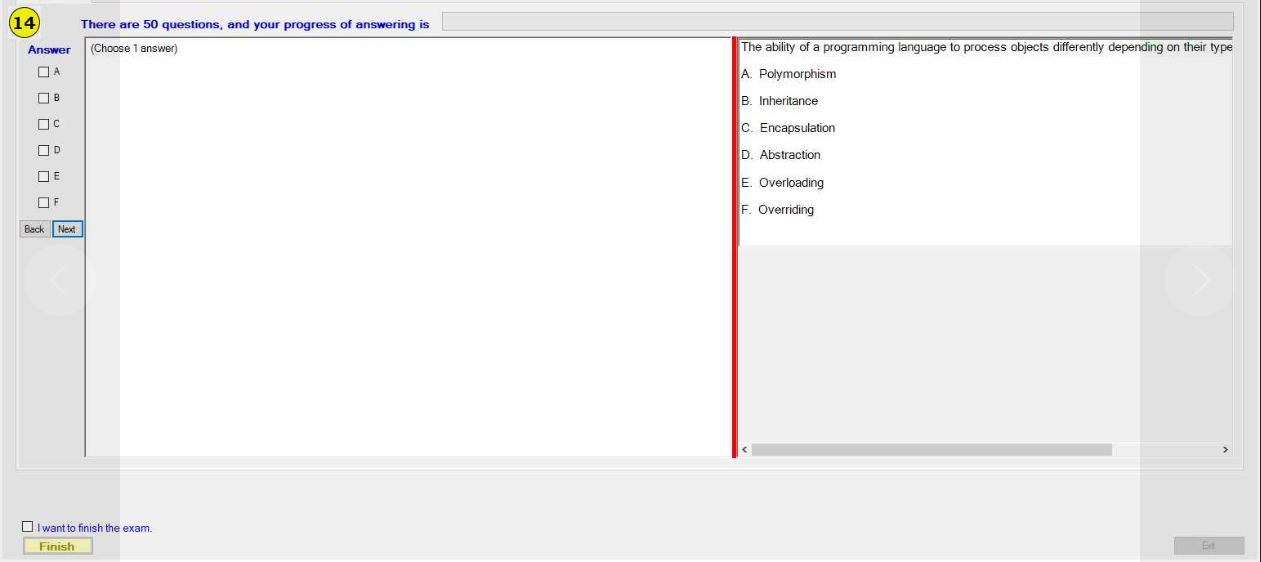 14
There are 50 questions, and your progress of answering is
Answer
(Choose 1 answer)
A
B
C
D
E
F
Back Next
The ability of a programming language to process objects differently depending on their type
A. Polymorphism
B. Inheritance
C. Encapsulation
D. Abstraction
E. Overloading
F. Overriding
I want to finish the exam.
Finish
Exit